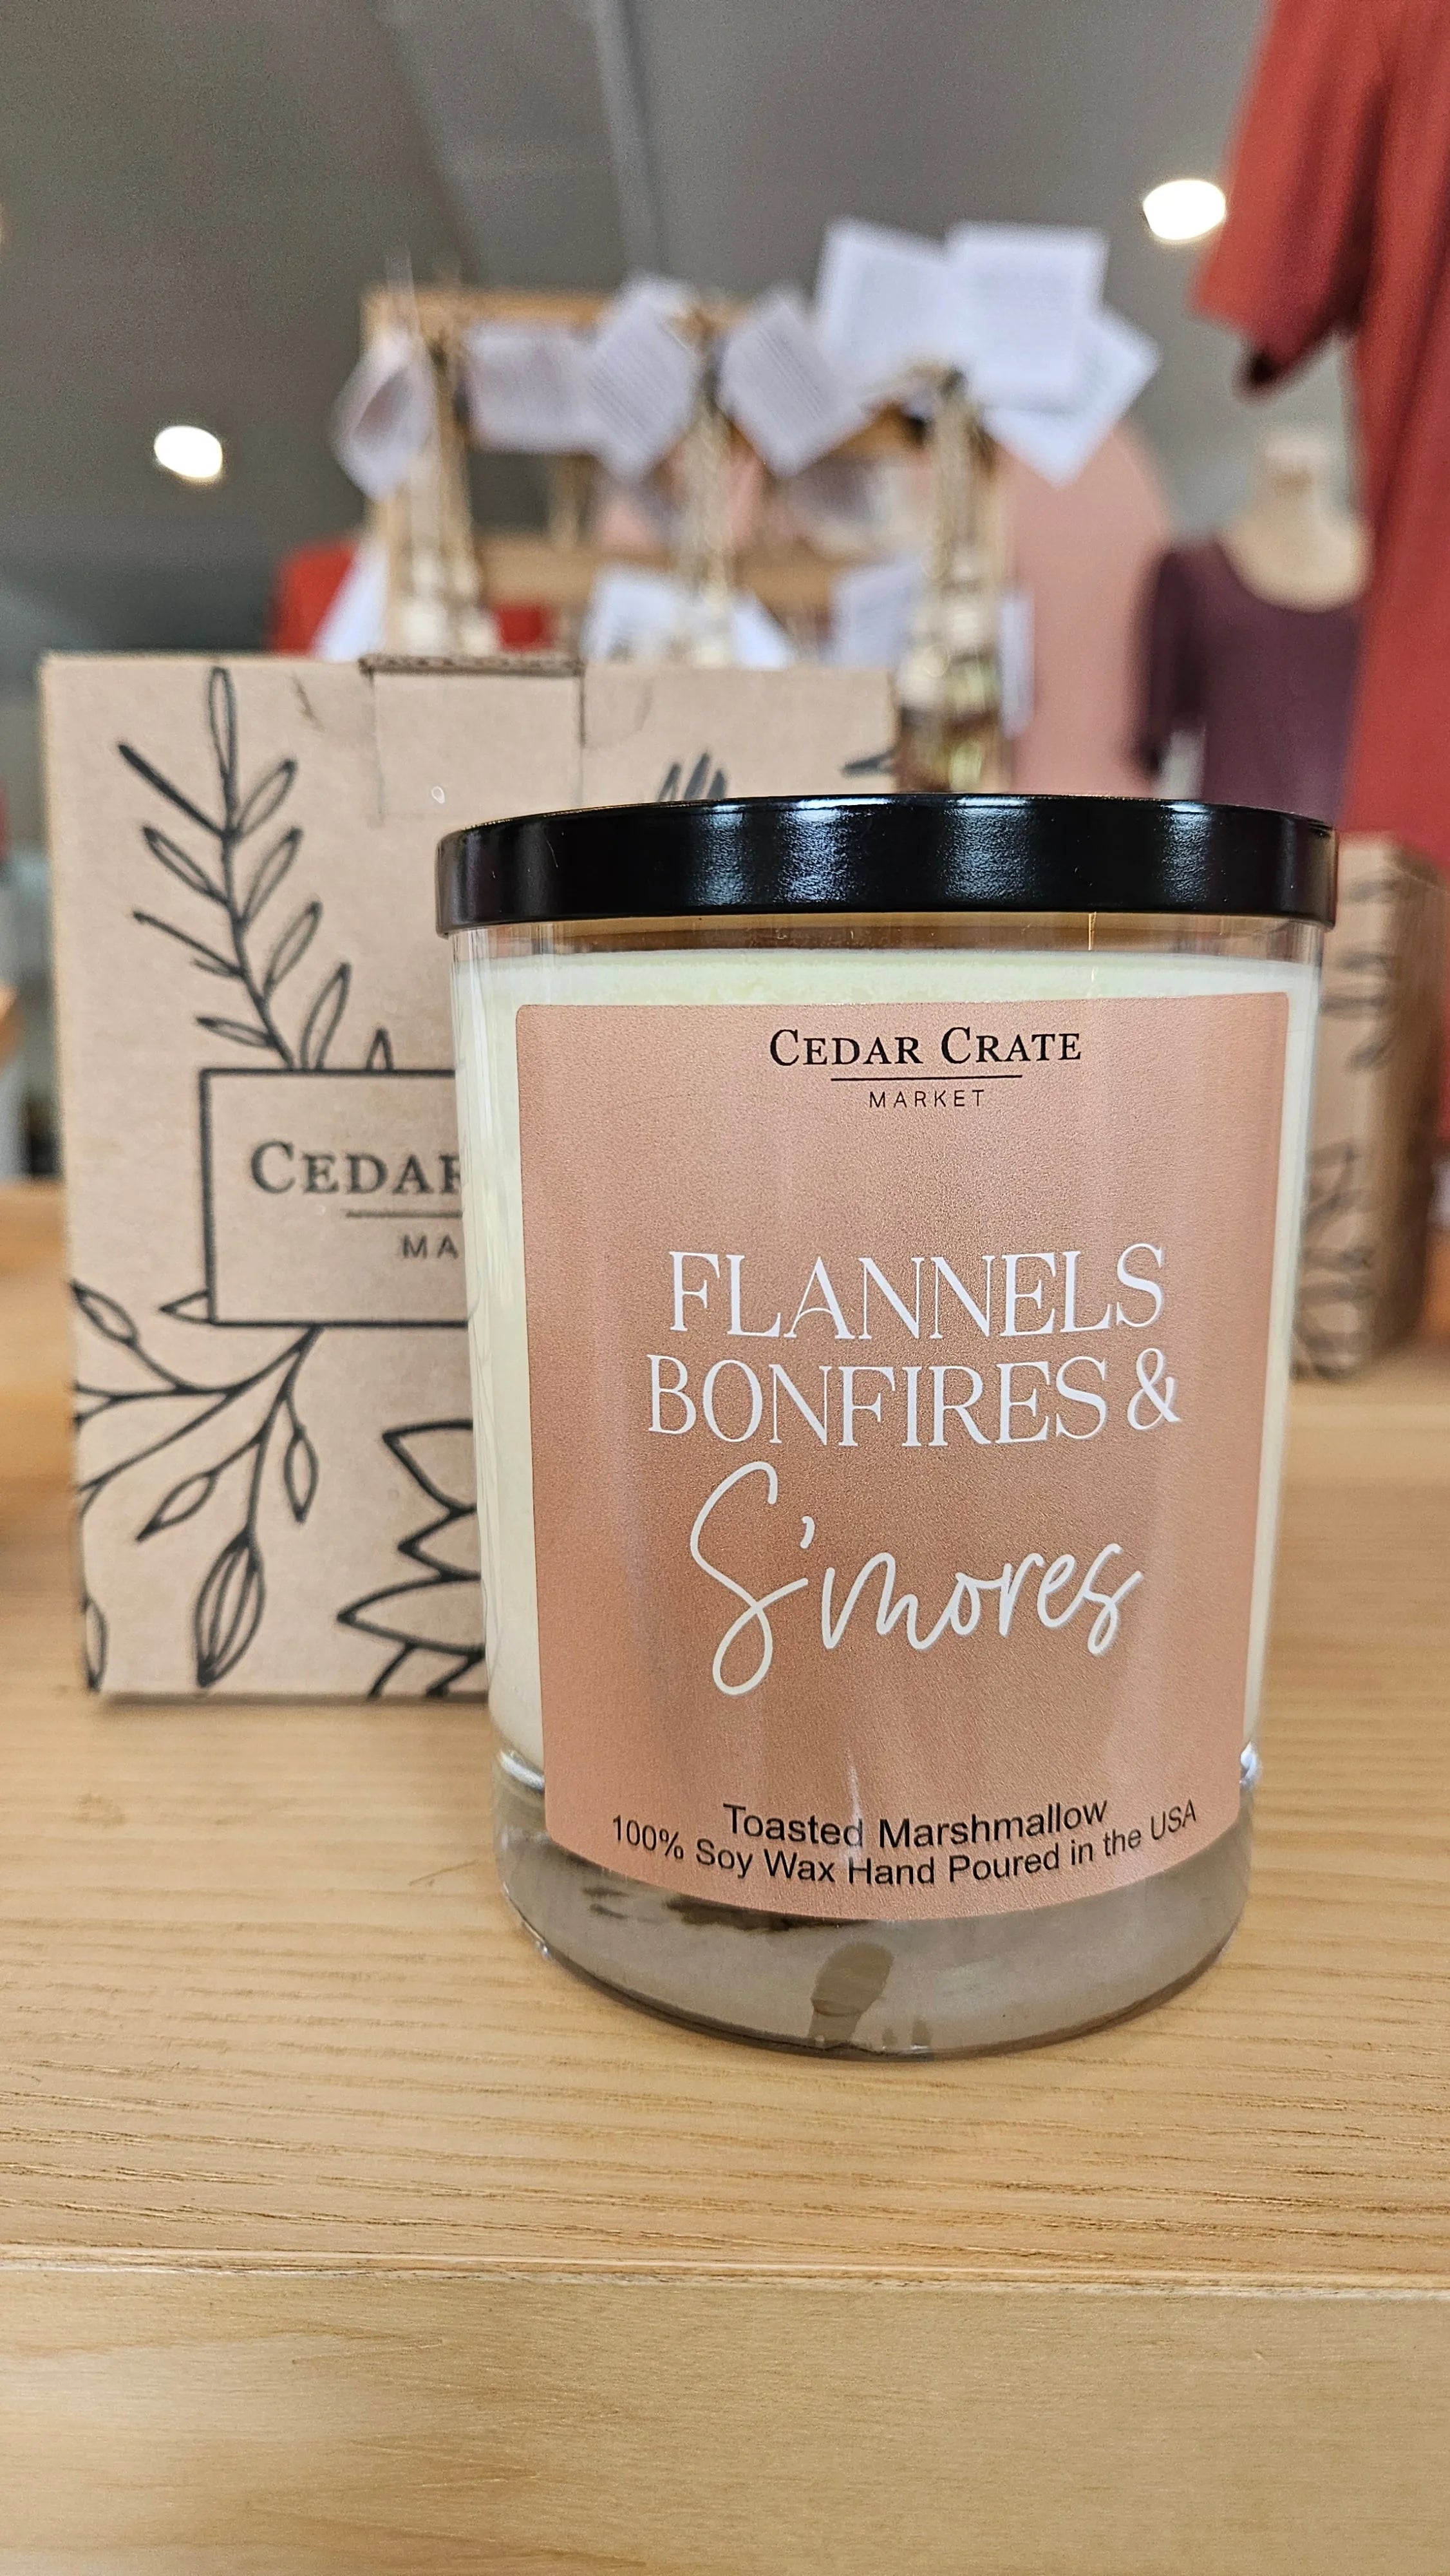 CEDAR CRATE
MARKET
FLANNELS
BONFIRES &
S'mores
Toasted Marshmallow
100% Soy Wax Hand Poured in the USA
CEDAR
MA